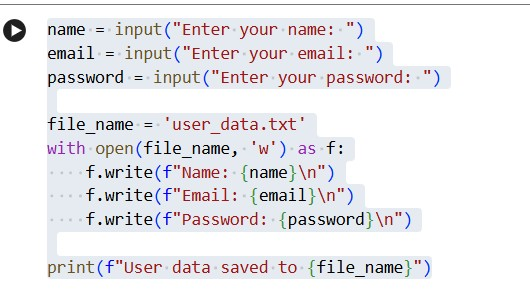 name = input("Enter your name: ")
email = input("Enter your email: ")
password = input("Enter your password: ")
file_name = 'user_data.txt'
with open(file_name, 'w') as f:
    f.write(f"Name: {name}\n")
    f.write(f"Email: {email}\n")
    f.write(f"Password: {password}\n")
print(f"User data saved to {file_name}")